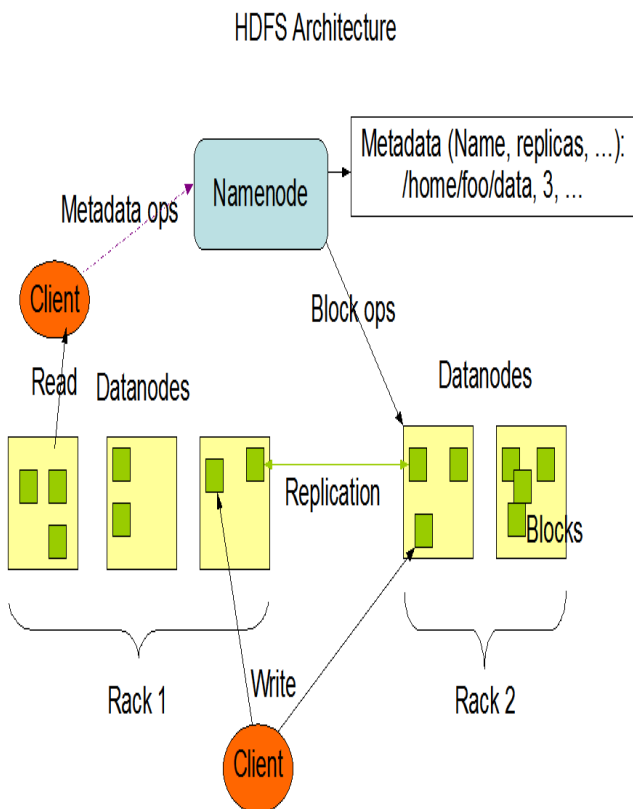 HDFS Architecture
Metadata (Name, replicas, …):
/home/foo/data, 3, …
Namenode
Metadata ops
Client
Block ops
Read
Datanodes
Datanodes
Replication
Blocks
Rack 1
Write
Rack 2
Client